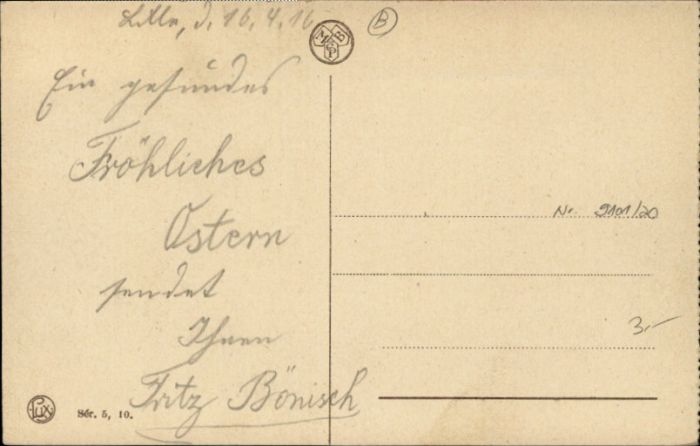 Lille, d. 16. 4. 16
B
Ein gesundes
Fröhliches
Ostern
sendet
Ihnen
Fritz Bönisch
Nr. 9101/20
3.-
Lux
Sér. 5, 10.